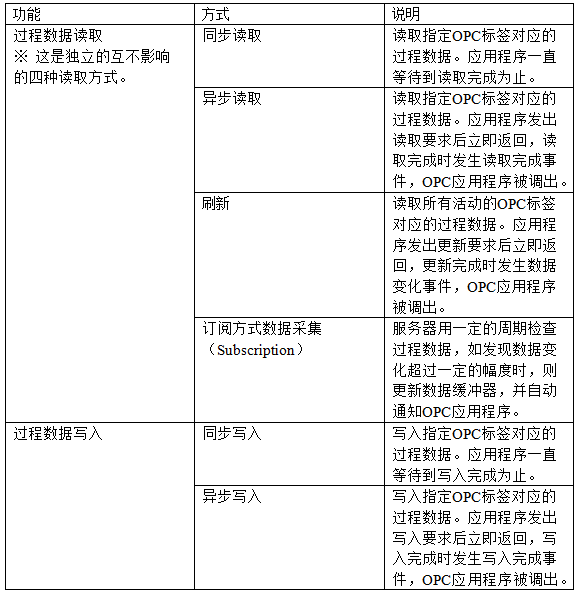 功能
方式
说明
过程数据读取
※ 这是独立的互不影响
的四种读取方式。
同步读取
读取指定OPC标签对应的
过程数据。应用程序一直
等待到读取完成为止。
异步读取
读取指定OPC标签对应的
过程数据。应用程序发出
读取要求后立即返回，读
取完成时发生读取完成事
件，OPC应用程序被调出。
刷新
读取所有活动的OPC标签
对应的过程数据。应用程
序发出更新要求后立即返
回，更新完成时发生数据
变化事件，OPC应用程序
被调出。
订阅方式数据采集
（Subscription）
服务器用一定的周期检查
过程数据，如发现数据变
化超过一定的幅度时，则
更新数据缓冲器，并自动
通知OPC应用程序。
过程数据写入
同步写入
写入指定OPC标签对应的
过程数据。应用程序一直
等待到写入完成为止。
异步写入
写入指定OPC标签对应的
过程数据。应用程序发出
写入要求后立即返回，写
入完成时发生写入完成事
件，OPC应用程序被调出。